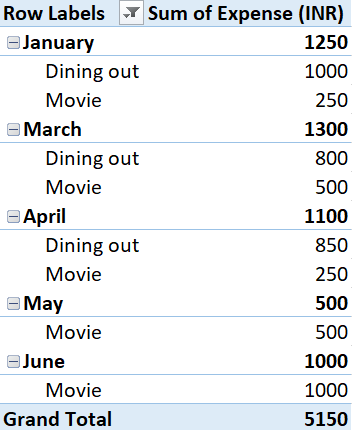 Row Labels Sum of Expense (INR)
January 1250
Dining out 1000
Movie 250
March 1300
Dining out 800
Movie 500
April 1100
Dining out 850
Movie 250
May 500
Movie 500
June 1000
Movie 1000
Grand Total 5150